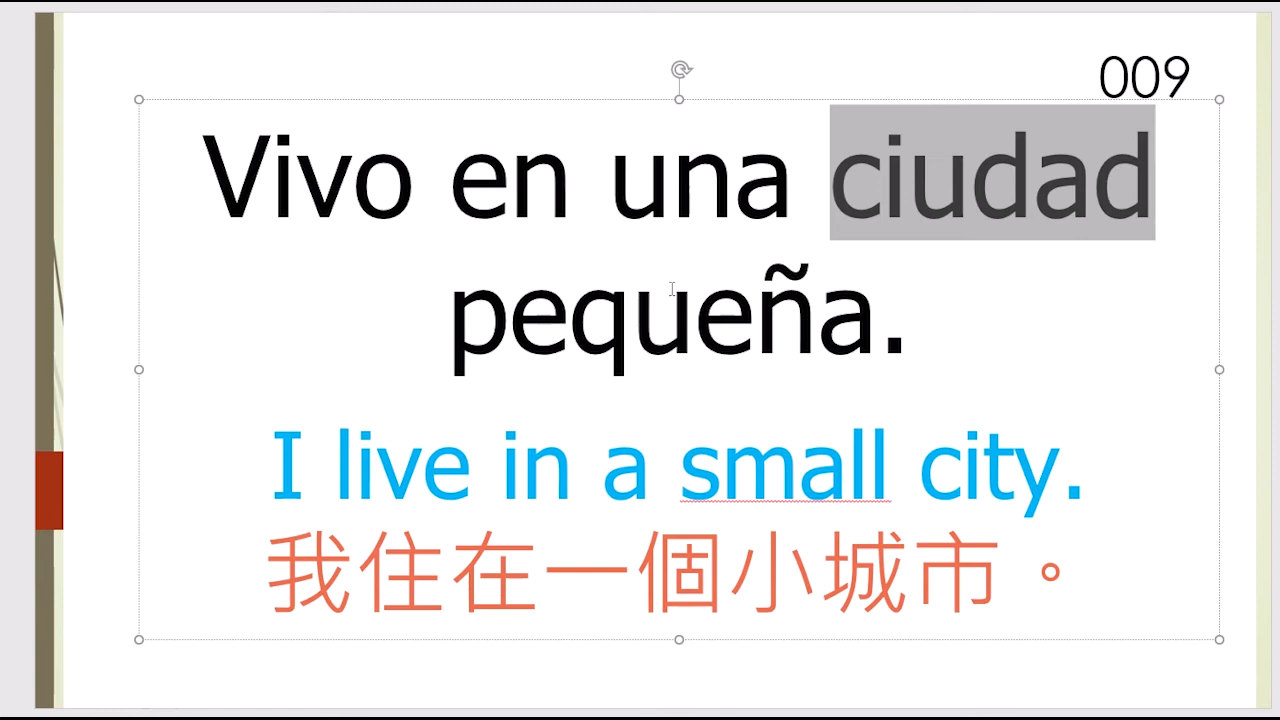 009
Vivo en una ciudad
pequeña.
I live in a small city.
我住在一個小城市。